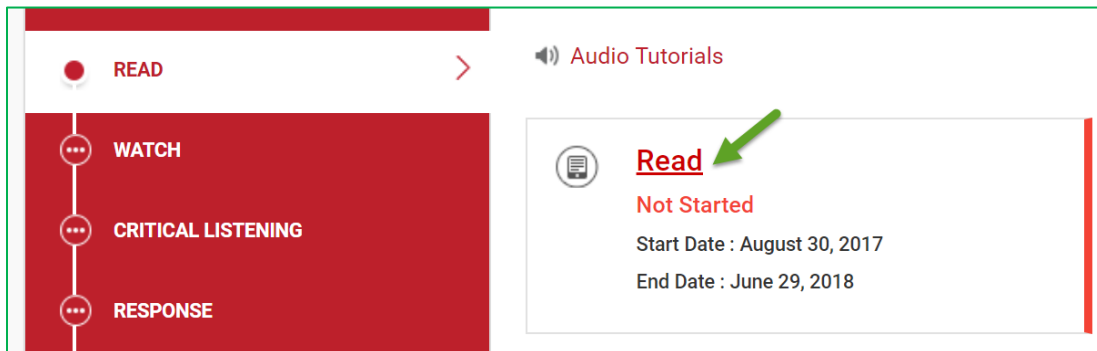 READ
WATCH
CRITICAL LISTENING
RESPONSE
Audio Tutorials
Read
Not Started
Start Date : August 30, 2017
End Date : June 29, 2018